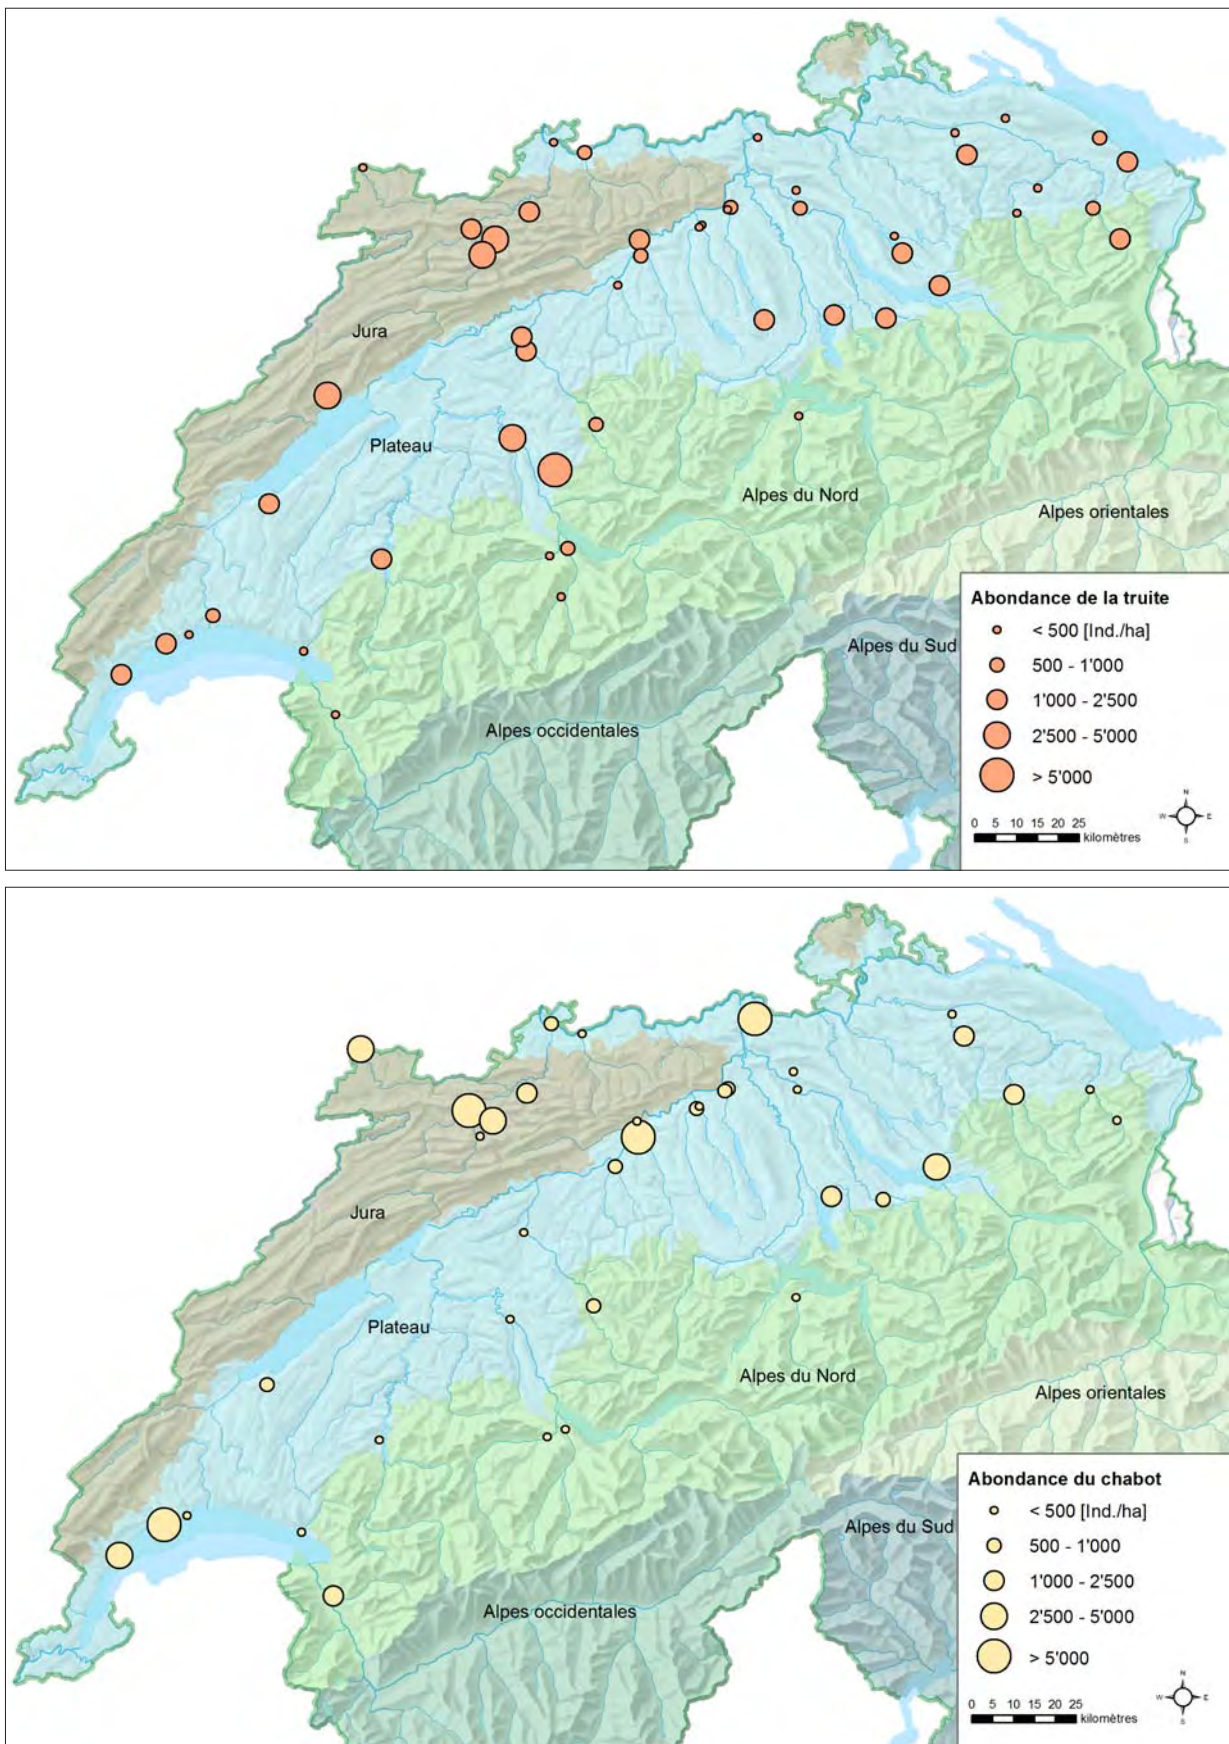 Jura
Plateau
Alpes du Nord
Alpes orientales
Alpes du Sud
Alpes occidentales
Abondance de la truite
< 500 [Ind./ha]
500 - 1'000
1'000 - 2'500
2'500 - 5'000
> 5'000
0 5 10 15 20 25
kilomètres
N
W E
S
Jura
Plateau
Alpes du Nord
Alpes orientales
Alpes du Sud
Alpes occidentales
Abondance du chabot
< 500 [Ind./ha]
500 - 1'000
1'000 - 2'500
2'500 - 5'000
> 5'000
0 5 10 15 20 25
kilomètres
N
W E
S